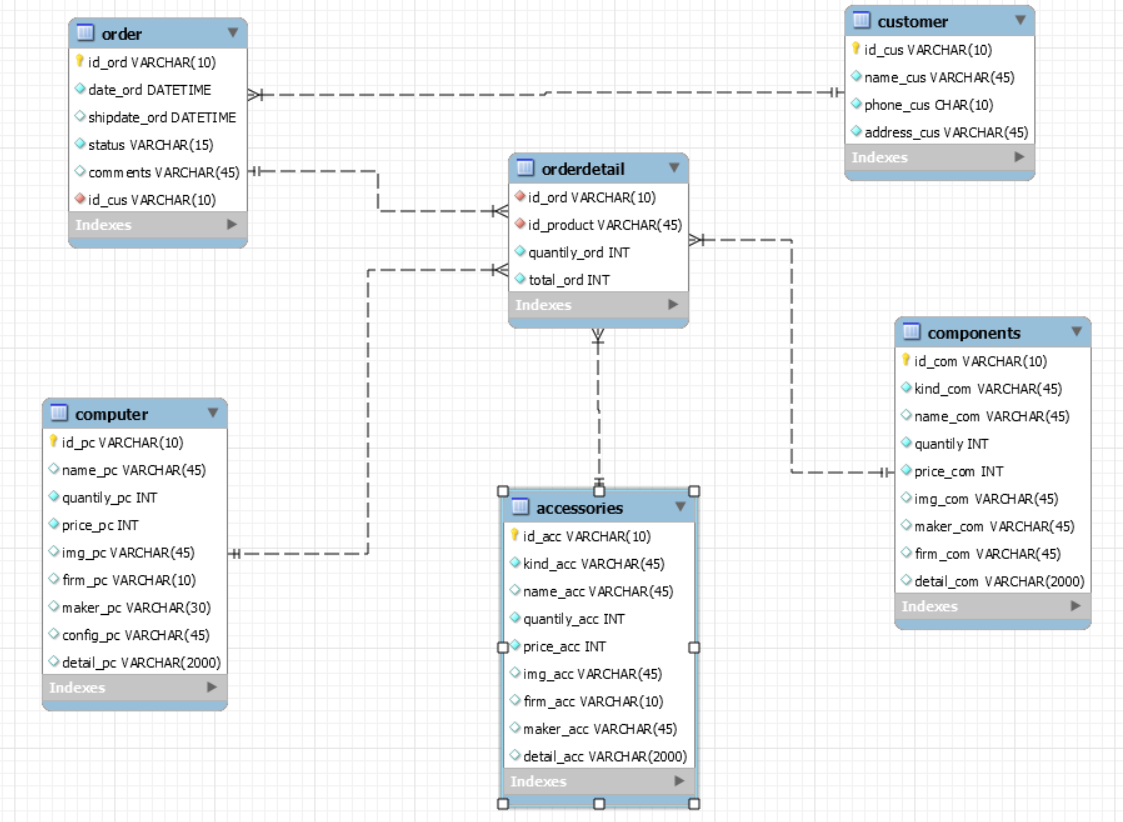 order
id_ord VARCHAR(10)
date_ord DATETIME
shipdate_ord DATETIME
status VARCHAR(15)
comments VARCHAR(45)
id_cus VARCHAR(10)
Indexes
customer
id_cus VARCHAR(10)
name_cus VARCHAR(45)
phone_cus CHAR(10)
address_cus VARCHAR(45)
Indexes
orderdetail
id_ord VARCHAR(10)
id_product VARCHAR(45)
quantily_ord INT
total_ord INT
Indexes
components
id_com VARCHAR(10)
kind_com VARCHAR(45)
name_com VARCHAR(45)
quantily INT
price_com INT
img_com VARCHAR(45)
maker_com VARCHAR(45)
firm_com VARCHAR(45)
detail_com VARCHAR(2000)
Indexes
computer
id_pc VARCHAR(10)
name_pc VARCHAR(45)
quantily_pc INT
price_pc INT
img_pc VARCHAR(45)
firm_pc VARCHAR(10)
maker_pc VARCHAR(30)
config_pc VARCHAR(45)
detail_pc VARCHAR(2000)
Indexes
accessories
id_acc VARCHAR(10)
kind_acc VARCHAR(45)
name_acc VARCHAR(45)
quantily_acc INT
price_acc INT
img_acc VARCHAR(45)
firm_acc VARCHAR(10)
maker_acc VARCHAR(45)
detail_acc VARCHAR(2000)
Indexes